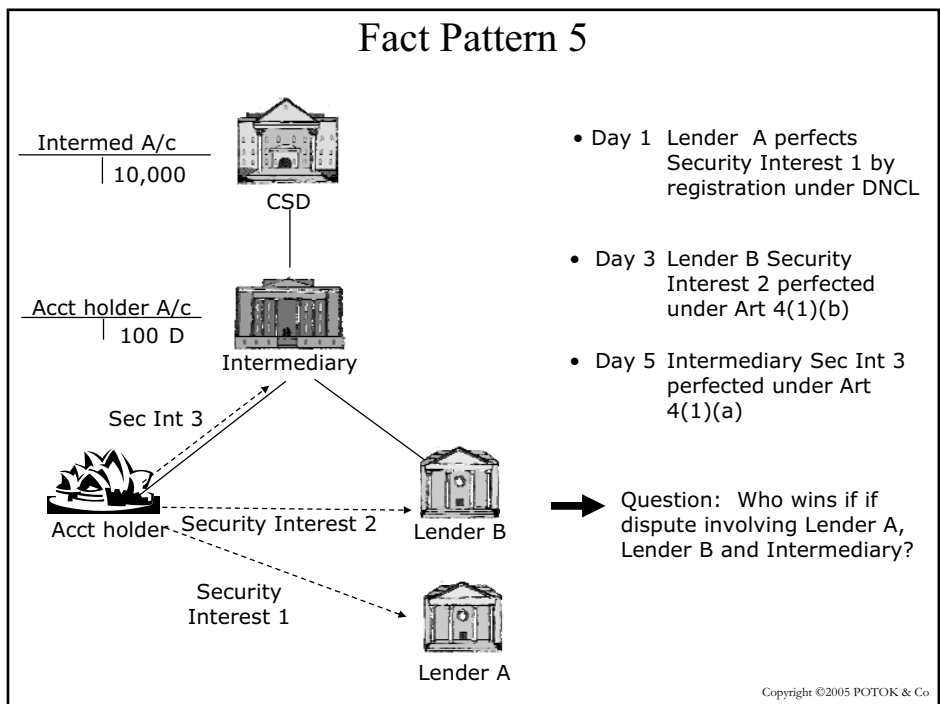 Fact Pattern 5
Intermed A/c
10,000
CSD
Acct holder A/c
100 D
Intermediary
Sec Int 3
Acct holder
Security Interest 2
Lender B
Security
Interest 1
Lender A
• Day 1 Lender A perfects
Security Interest 1 by
registration under DNCL
• Day 3 Lender B Security
Interest 2 perfected
under Art 4(1)(b)
• Day 5 Intermediary Sec Int 3
perfected under Art
4(1)(a)
Question: Who wins if if
dispute involving Lender A,
Lender B and Intermediary?
Copyright ©2005 POTOK & Co